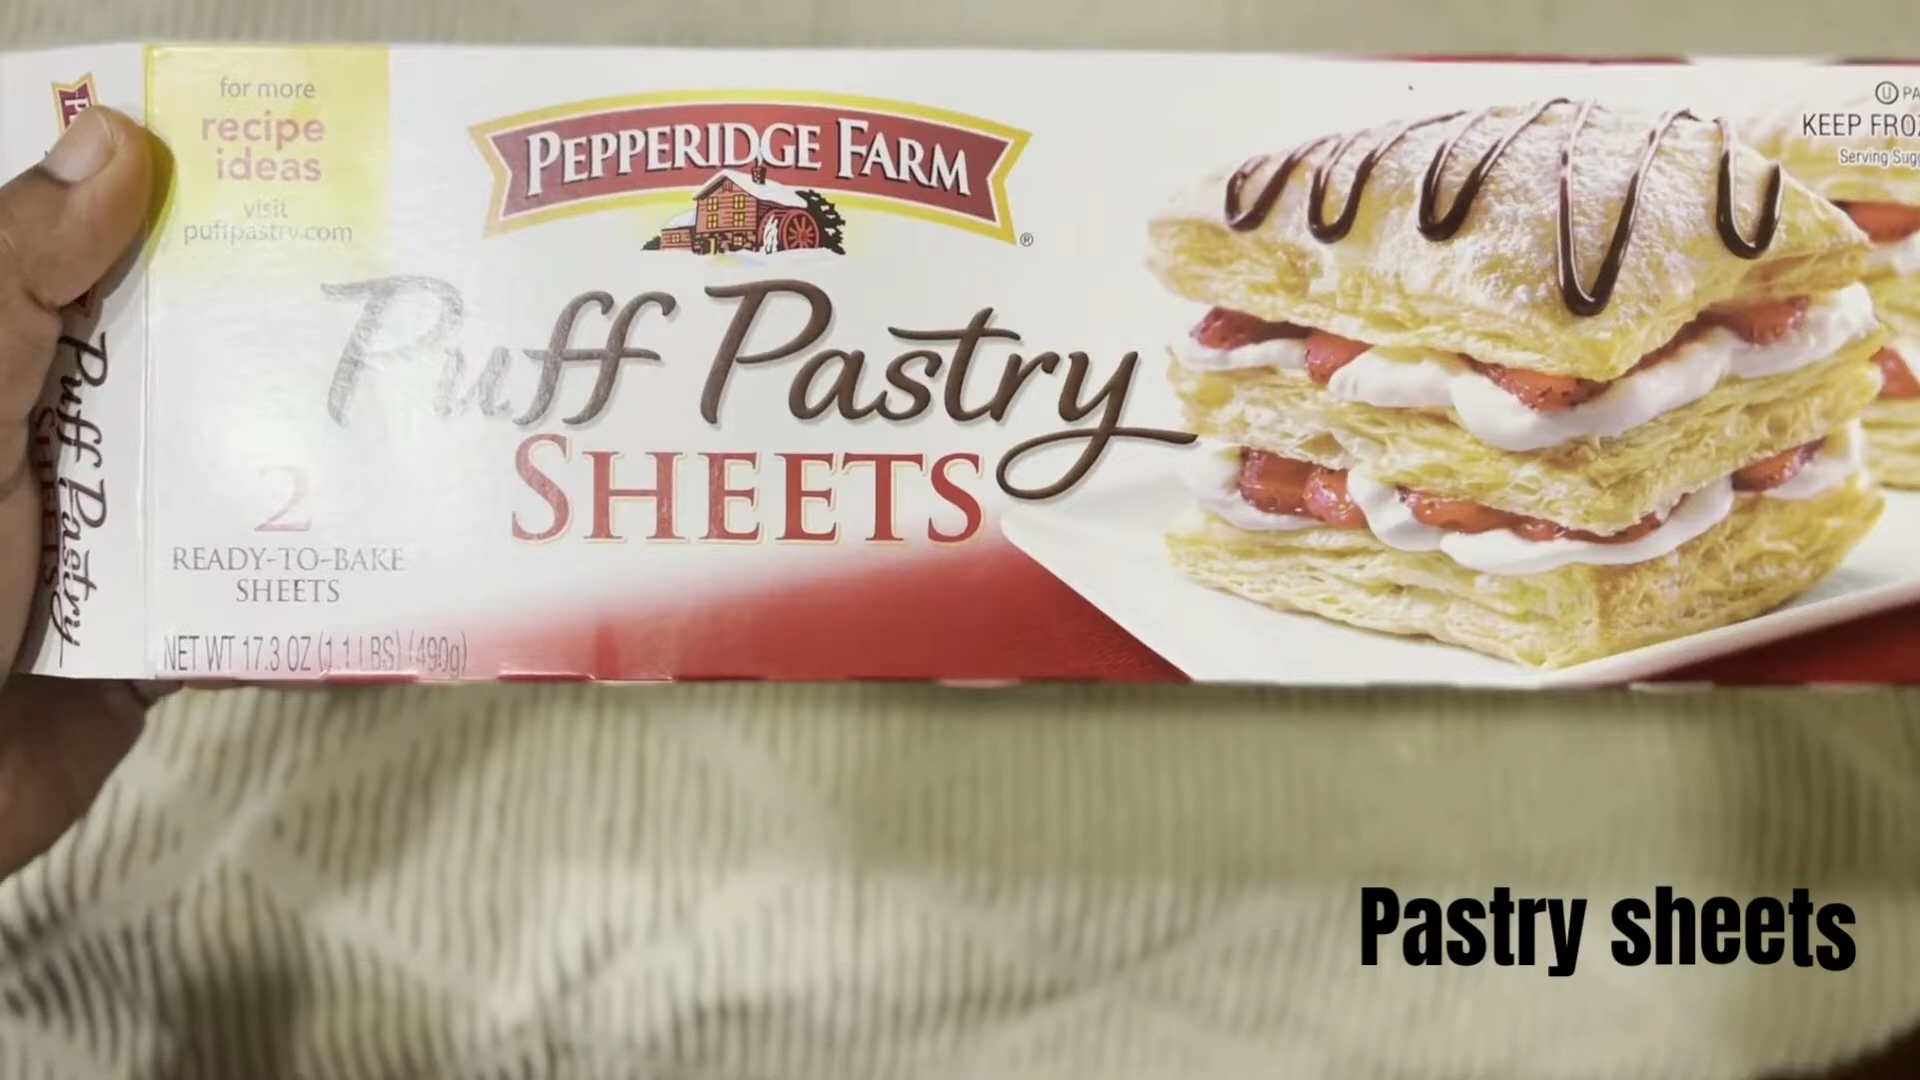 for more
recipe
ideas
visit
puffpastry.com
PEPPERIDGE FARM
®
Puff Pastry
SHEETS
2
READY-TO-BAKE
SHEETS
NET WT 17.3 OZ (1.1 LBS) (490g)
KEEP
Serving
Puff Pastry
SHEETS
Pastry sheets